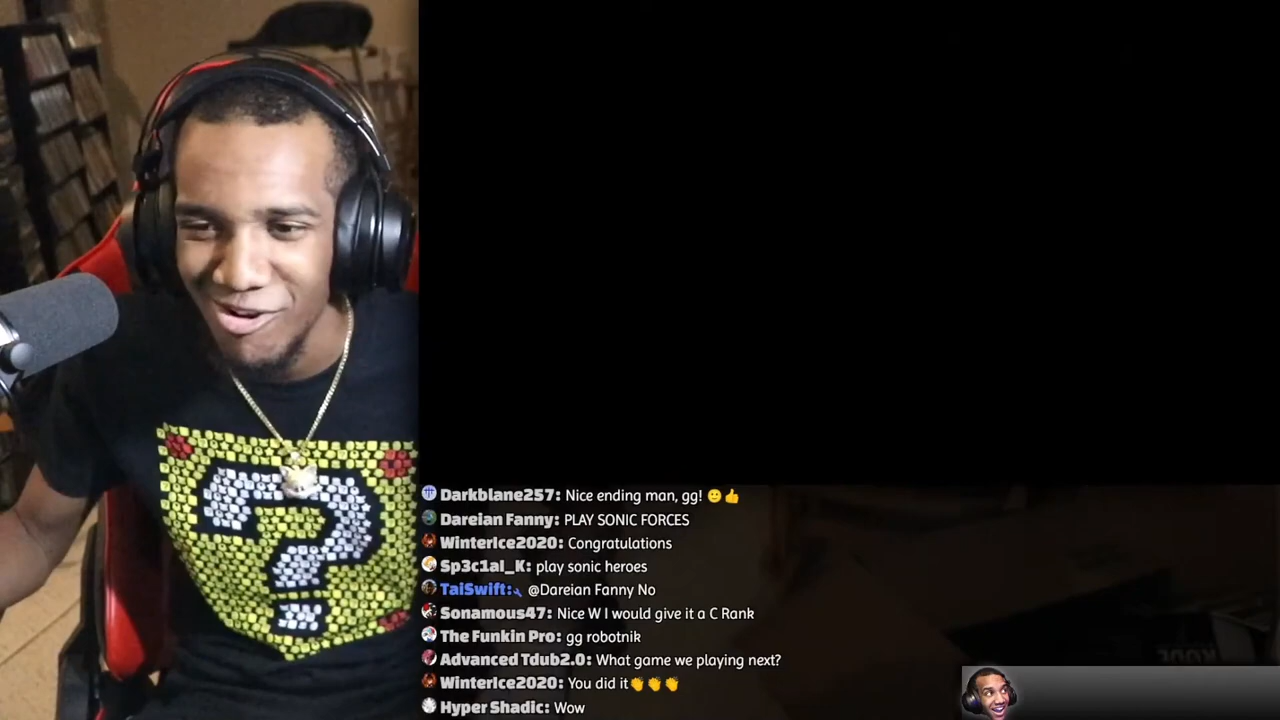 ?
Darkblane257: Nice ending man, gg! 🙂👍
Dareian Fanny: PLAY SONIC FORCES
WinterIce2020: Congratulations
Sp3c1al_K: play sonic heroes
TaiSwift: @Dareian Fanny No
Sonamous47: Nice W I would give it a C Rank
The Funkin Pro: gg robotnik
Advanced Tdub2.0: What game we playing next?
WinterIce2020: You did it👏👏👏
Hyper Shadic: Wow